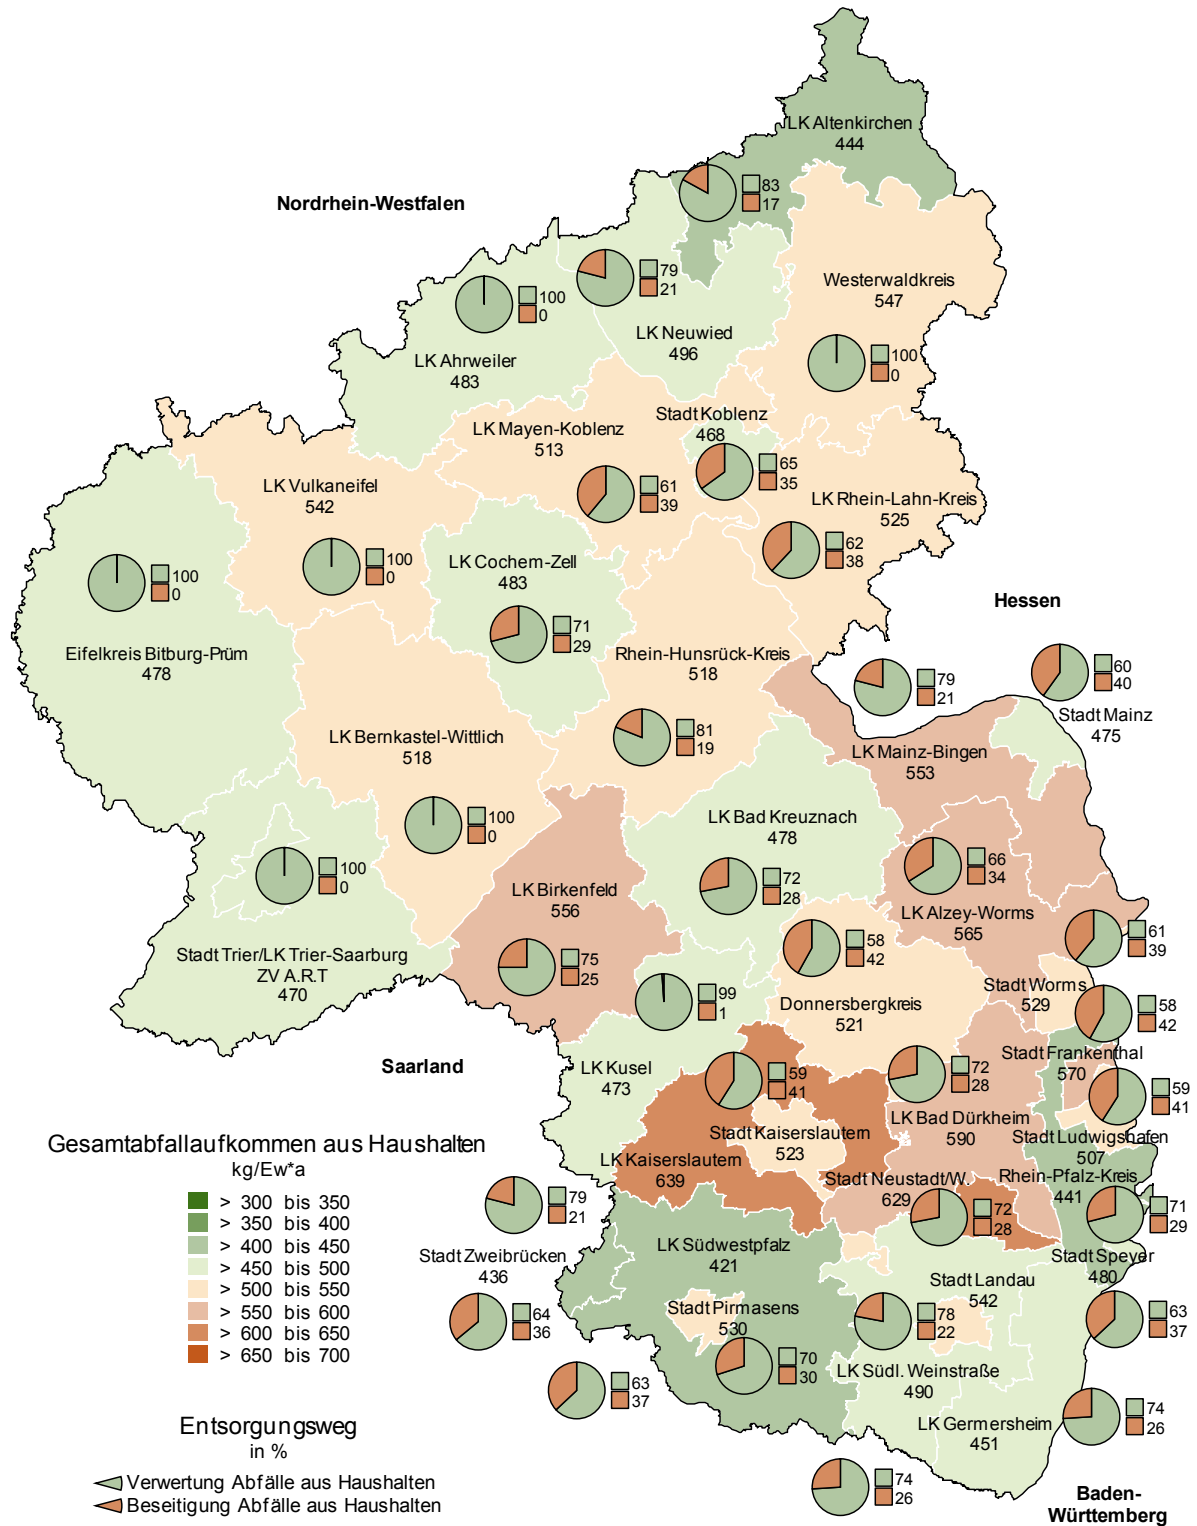 LK Altenkirchen
444
83
17
Nordrhein-Westfalen
79
21
Westerwaldkreis
547
100
0
LK Neuwied
496
100
0
LK Ahrweiler
483
Stadt Koblenz
468
LK Mayen-Koblenz
513
65
35
LK Vulkaneifel
542
61
39
LK Rhein-Lahn-Kreis
525
62
38
LK Cochem-Zell
483
100
0
100
0
Hessen
71
29
Eifelkreis Bitburg-Prüm
478
Rhein-Hunsrück-Kreis
518
79
21
60
40
Stadt Mainz
475
LK Bernkastel-Wittlich
518
81
19
LK Mainz-Bingen
553
100
0
LK Bad Kreuznach
478
100
0
66
34
LK Birkenfeld
556
72
28
LK Alzey-Worms
565
61
39
Stadt Trier/LK Trier-Saarburg
ZV A.R.T
470
75
25
58
42
99
1
Donnersbergkreis
521
Stadt Worms
529
58
42
Saarland
LK Kusel
473
59
41
72
28
Stadt Frankenthal
570
59
41
LK Bad Dürkheim
590
Stadt Kaiserslautern
523
Stadt Ludwigshafen
507
LK Kaiserslautern
639
Stadt Neustadt/W.
629
Rhein-Pfalz-Kreis
441
79
21
72
28
71
29
Stadt Zweibrücken
436
LK Südwestpfalz
421
Stadt Speyer
480
Stadt Landau
542
64
36
Stadt Pirmasens
530
78
22
63
37
70
30
63
37
LK Südl. Weinstraße
490
LK Germersheim
451
74
26
74
26
Baden-
Württemberg
Gesamtabfallaufkommen aus Haushalten
kg/Ew*a
> 300 bis 350
> 350 bis 400
> 400 bis 450
> 450 bis 500
> 500 bis 550
> 550 bis 600
> 600 bis 650
> 650 bis 700
Entsorgungsweg
in %
Verwertung Abfälle aus Haushalten
Beseitigung Abfälle aus Haushalten